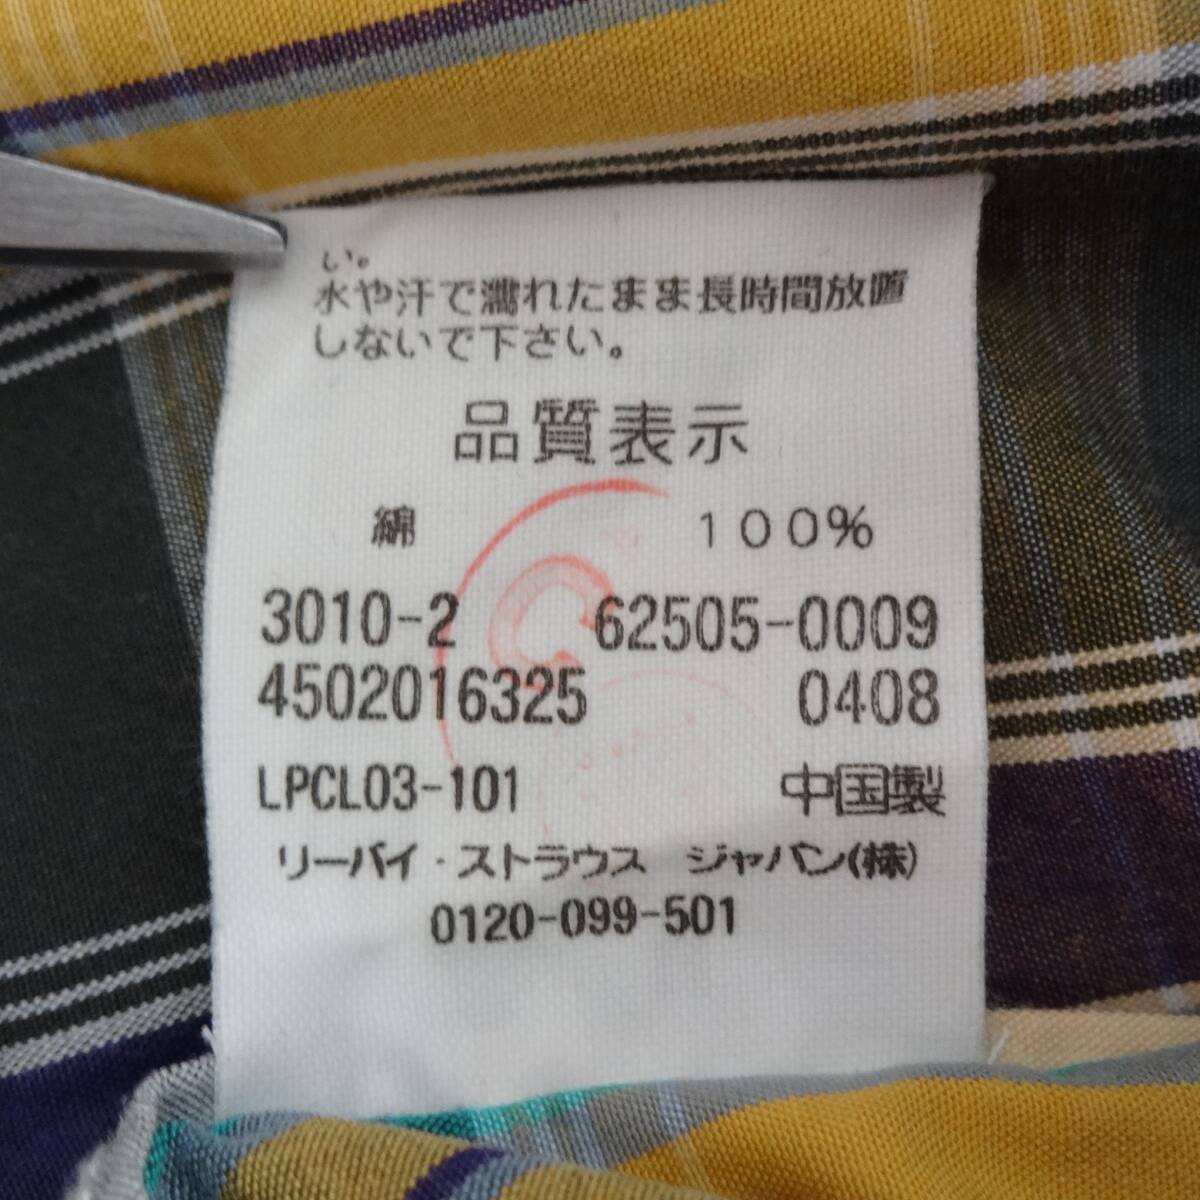 い。
水や汗で濡れたまま長時間放置
しないで下さい。
品質表示
綿 100%
3010-2 62505-0009
4502016325 0408
LPCL03-101 中国製
リーバイ・ストラウス ジャパン(株)
0120-099-501